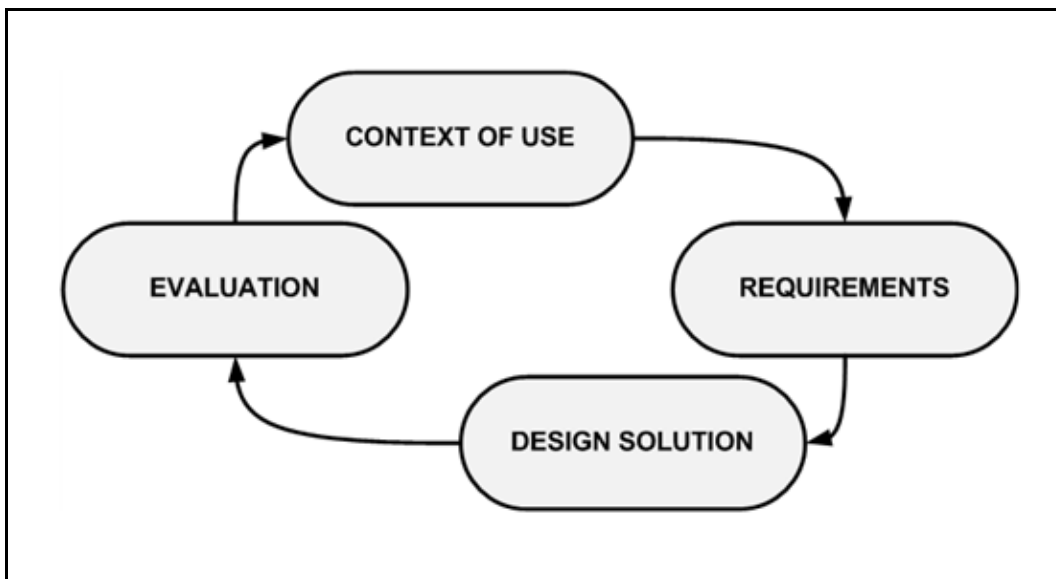 CONTEXT OF USE
EVALUATION
REQUIREMENTS
DESIGN SOLUTION